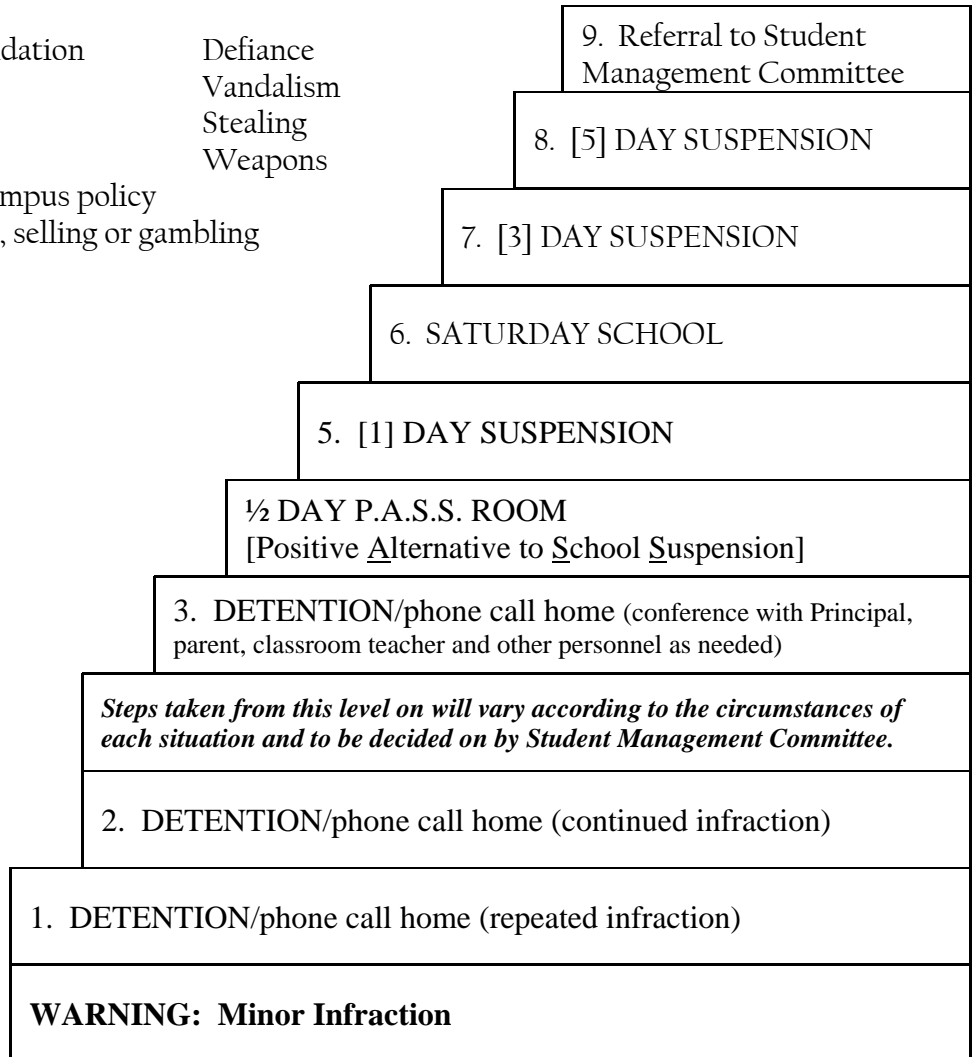 dation Defiance
Vandalism
Stealing
Weapons
mpus policy
, selling or gambling
9. Referral to Student
Management Committee
8. [5] DAY SUSPENSION
7. [3] DAY SUSPENSION
6. SATURDAY SCHOOL
5. [1] DAY SUSPENSION
½ DAY P.A.S.S. ROOM
[Positive Alternative to School Suspension]
3. DETENTION/phone call home (conference with Principal,
parent, classroom teacher and other personnel as needed)
Steps taken from this level on will vary according to the circumstances of
each situation and to be decided on by Student Management Committee.
2. DETENTION/phone call home (continued infraction)
1. DETENTION/phone call home (repeated infraction)
WARNING: Minor Infraction